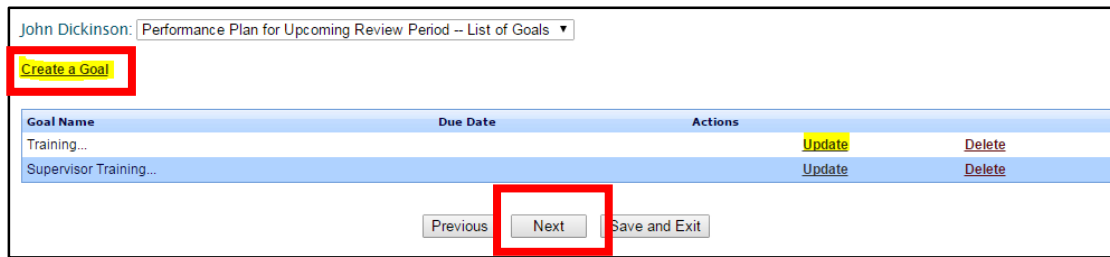 John Dickinson: Performance Plan for Upcoming Review Period -- List of Goals
Create a Goal
Goal Name Due Date Actions
Training... Update Delete
Supervisor Training... Update Delete
Previous Next Save and Exit